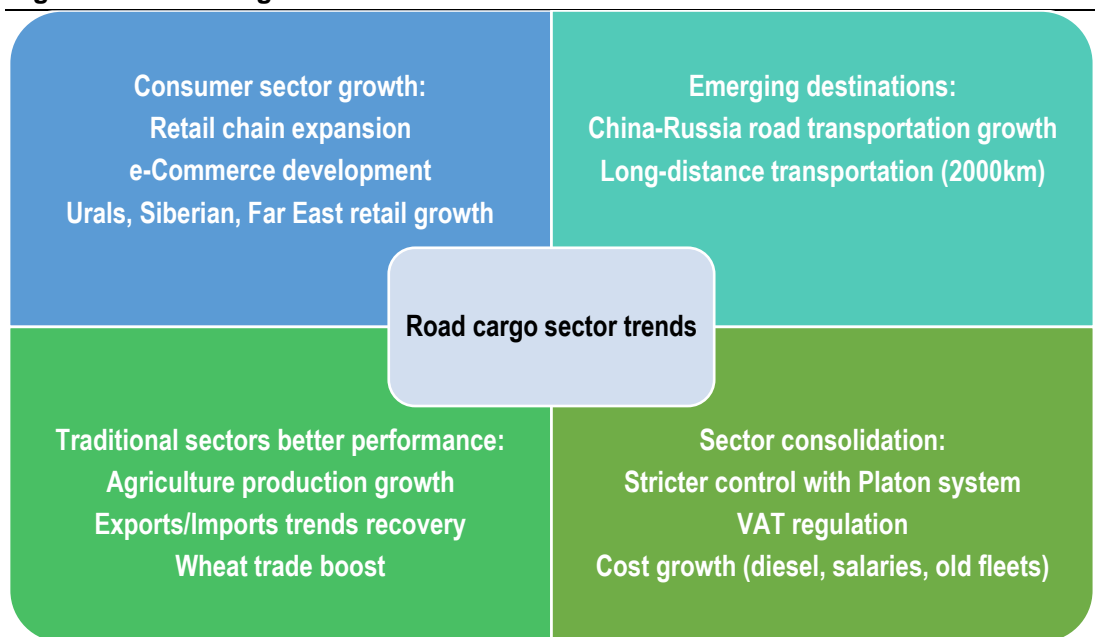 Consumer sector growth:
Retail chain expansion
e-Commerce development
Urals, Siberian, Far East retail growth
Emerging destinations:
China-Russia road transportation growth
Long-distance transportation (2000km)
Road cargo sector trends
Traditional sectors better performance:
Agriculture production growth
Exports/Imports trends recovery
Wheat trade boost
Sector consolidation:
Stricter control with Platon system
VAT regulation
Cost growth (diesel, salaries, old fleets)